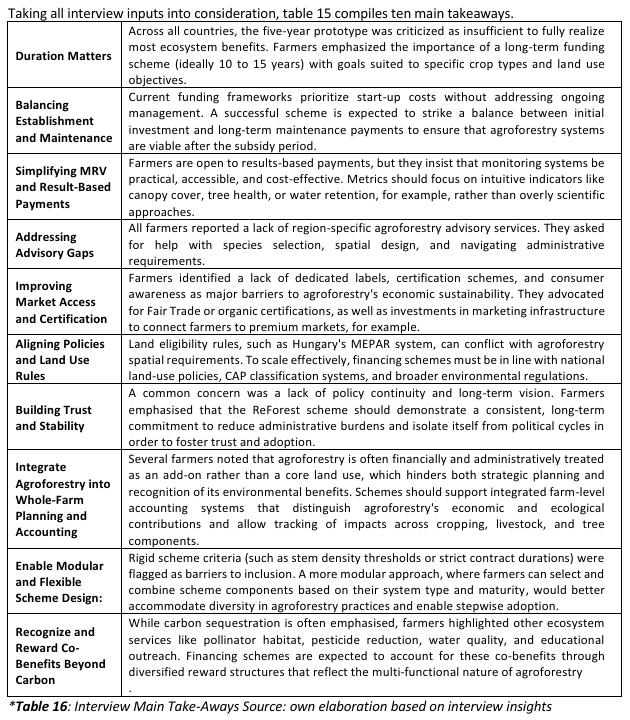 Taking all interview inputs into consideration, table 15 compiles ten main takeaways.
Duration Matters
Across all countries, the five-year prototype was criticized as insufficient to fully realize
most ecosystem benefits. Farmers emphasized the importance of a long-term funding
scheme (ideally 10 to 15 years) with goals suited to specific crop types and land use
objectives.
Balancing
Establishment
and Maintenance
Current funding frameworks prioritize start-up costs without addressing ongoing
management. A successful scheme is expected to strike a balance between initial
investment and long-term maintenance payments to ensure that agroforestry systems
are viable after the subsidy period.
Simplifying MRV
and Result-Based
Payments
Farmers are open to results-based payments, but they insist that monitoring systems be
practical, accessible, and cost-effective. Metrics should focus on intuitive indicators like
canopy cover, tree health, or water retention, for example, rather than overly scientific
approaches.
Addressing
Advisory Gaps
All farmers reported a lack of region-specific agroforestry advisory services. They asked
for help with species selection, spatial design, and navigating administrative
requirements.
Improving
Market Access
and Certification
Farmers identified a lack of dedicated labels, certification schemes, and consumer
awareness as major barriers to agroforestry's economic sustainability. They advocated
for Fair Trade or organic certifications, as well as investments in marketing infrastructure
to connect farmers to premium markets, for example.
Aligning Policies
and Land Use
Rules
Land eligibility rules, such as Hungary's MEPAR system, can conflict with agroforestry
spatial requirements. To scale effectively, financing schemes must be in line with national
land-use policies, CAP classification systems, and broader environmental regulations.
Building Trust
and Stability
A common concern was a lack of policy continuity and long-term vision. Farmers
emphasised that the ReForest scheme should demonstrate a consistent, long-term
commitment to reduce administrative burdens and isolate itself from political cycles in
order to foster trust and adoption.
Integrate
Agroforestry into
Whole-Farm
Planning and
Accounting
Several farmers noted that agroforestry is often financially and administratively treated
as an add-on rather than a core land use, which hinders both strategic planning and
recognition of its environmental benefits. Schemes should support integrated farm-level
accounting systems that distinguish agroforestry's economic and ecological
contributions and allow tracking of impacts across cropping, livestock, and tree
components.
Enable Modular
and Flexible
Scheme Design:
Rigid scheme criteria (such as stem density thresholds or strict contract durations) were
flagged as barriers to inclusion. A more modular approach, where farmers can select and
combine scheme components based on their system type and maturity, would better
accommodate diversity in agroforestry practices and enable stepwise adoption.
Recognize and
Reward Co-
Benefits Beyond
Carbon
While carbon sequestration is often emphasised, farmers highlighted other ecosystem
services like pollinator habitat, pesticide reduction, water quality, and educational
outreach. Financing schemes are expected to account for these co-benefits through
diversified reward structures that reflect the multi-functional nature of agroforestry
.
*Table 16: Interview Main Take-Aways Source: own elaboration based on interview insights